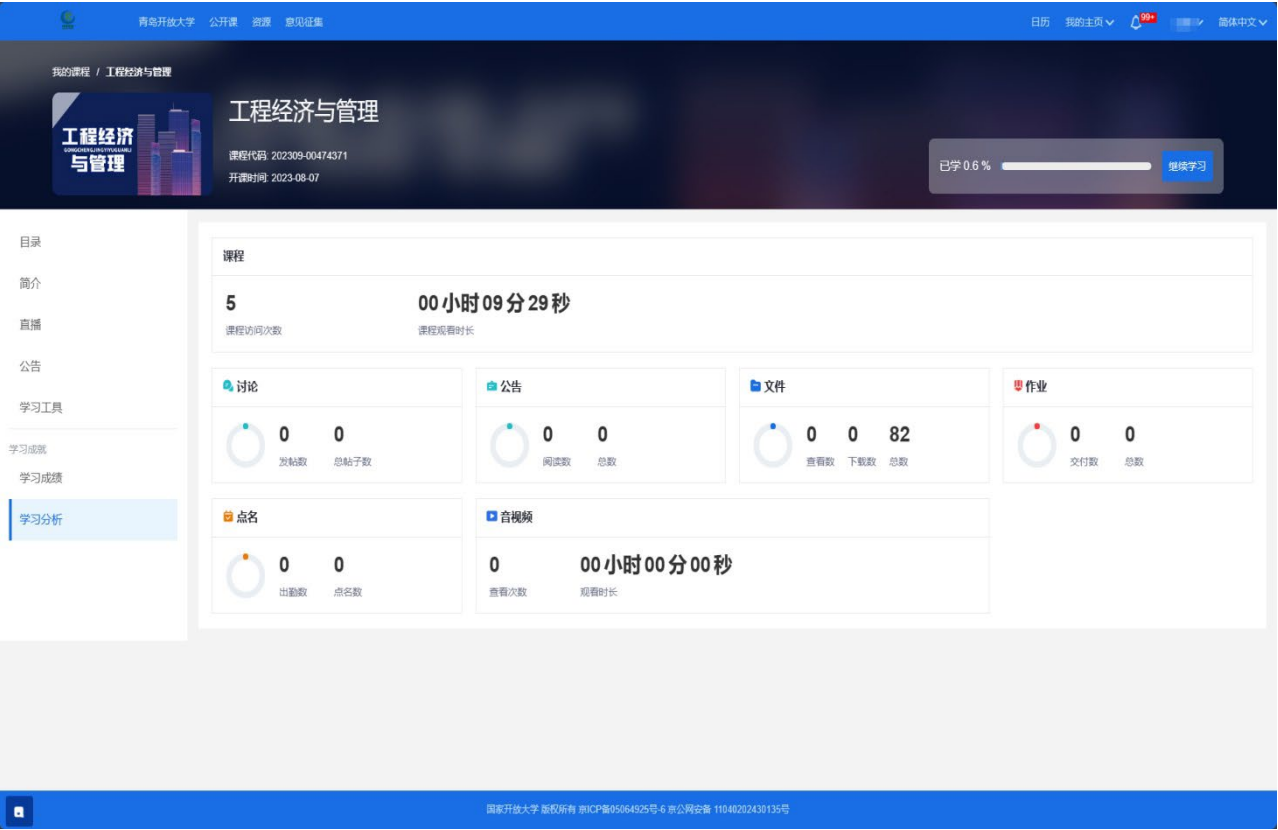 青岛开放大学 公开课 资源 意见征集 日历 我的主页 99+ 简体中文
我的课程 / 工程经济与管理
工程经济
GONGCHENGJINGJIYUGUANLI
与管理
工程经济与管理
课程代码: 202309-00474371
开课时间: 2023-08-07
已学 0.6 % 继续学习
目录
简介
直播
公告
学习工具
学习成就
学习成绩
学习分析
课程
5 00 小时 09 分 29 秒
课程访问次数 课程观看时长
讨论 公告 文件 作业
0 0 0 0 0 0 82 0 0
发帖数 总帖子数 阅读数 总数 查看数 下载数 总数 交付数 总数
点名 音视频
0 0 0 00 小时 00 分 00 秒
出勤数 点名数 查看次数 观看时长
国家开放大学 版权所有 京ICP备05064925号-6 京公网安备 11040202430135号